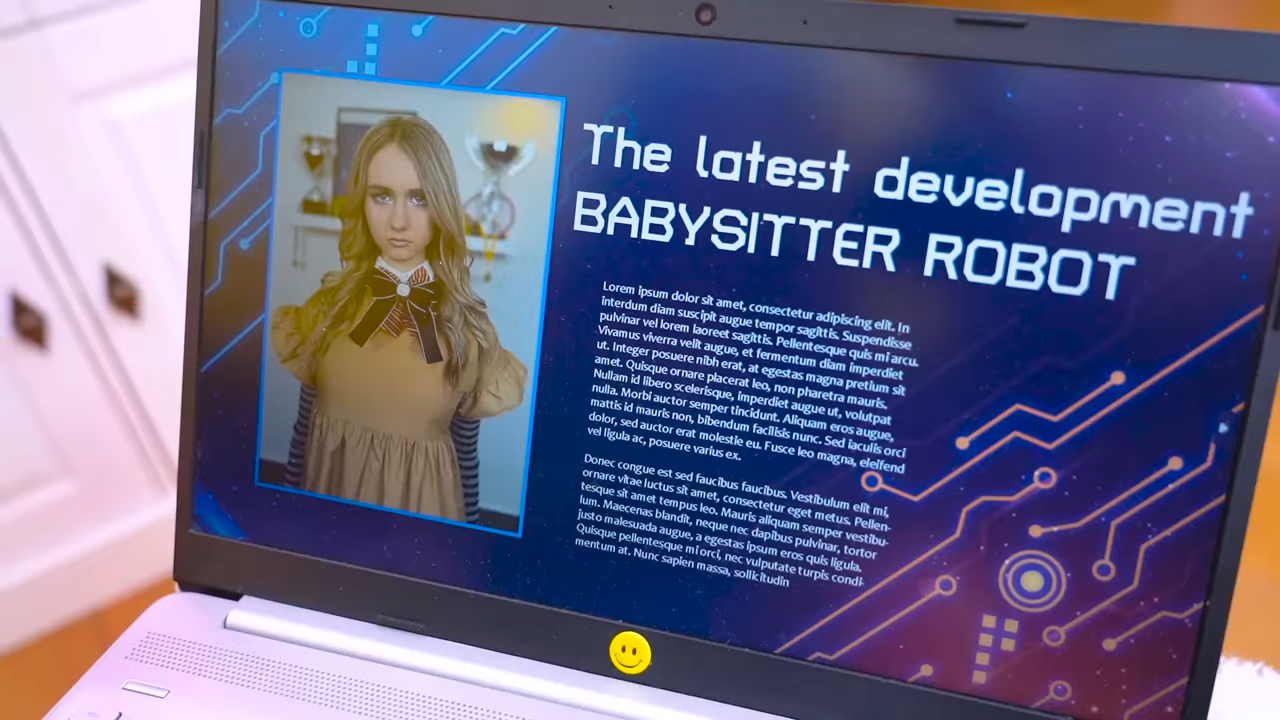 The latest development
BABYSITTER ROBOT
Lorem ipsum dolor sit amet, consectetur adipiscing elit. In
interdum diam suscipit augue tempor sagittis. Suspendisse
pulvinar vel lorem laoreet sagittis. Pellentesque quis mi arcu.
Vivamus viverra velit augue, et fermentum diam imperdiet
ut. Integer posuere nibh erat, at egestas magna pretium sit
amet. Quisque ornare placerat leo, non pharetra mauris.
Nullam id libero scelerisque, imperdiet augue ut, volutpat
nulla. Morbi auctor semper tincidunt. Aliquam eros augue,
mattis id mauris non, bibendum facilisis nunc. Sed iaculis orci
dolor, sed auctor erat molestie eu. Fusce leo magna, eleifend
vel ligula ac, posuere varius ex.
Donec congue est sed faucibus faucibus. Vestibulum elit mi,
ornare vitae luctus sit amet, consectetur eget metus. Pellen-
tesque sit amet tempus leo. Mauris aliquam semper vestibu-
lum. Maecenas blandit, neque nec dapibus pulvinar, tortor
justo malesuada augue, a egestas ipsum eros quis ligula.
Quisque pellentesque mi orci, nec vulputate turpis condi-
mentum at. Nunc sapien massa, sollicitudin